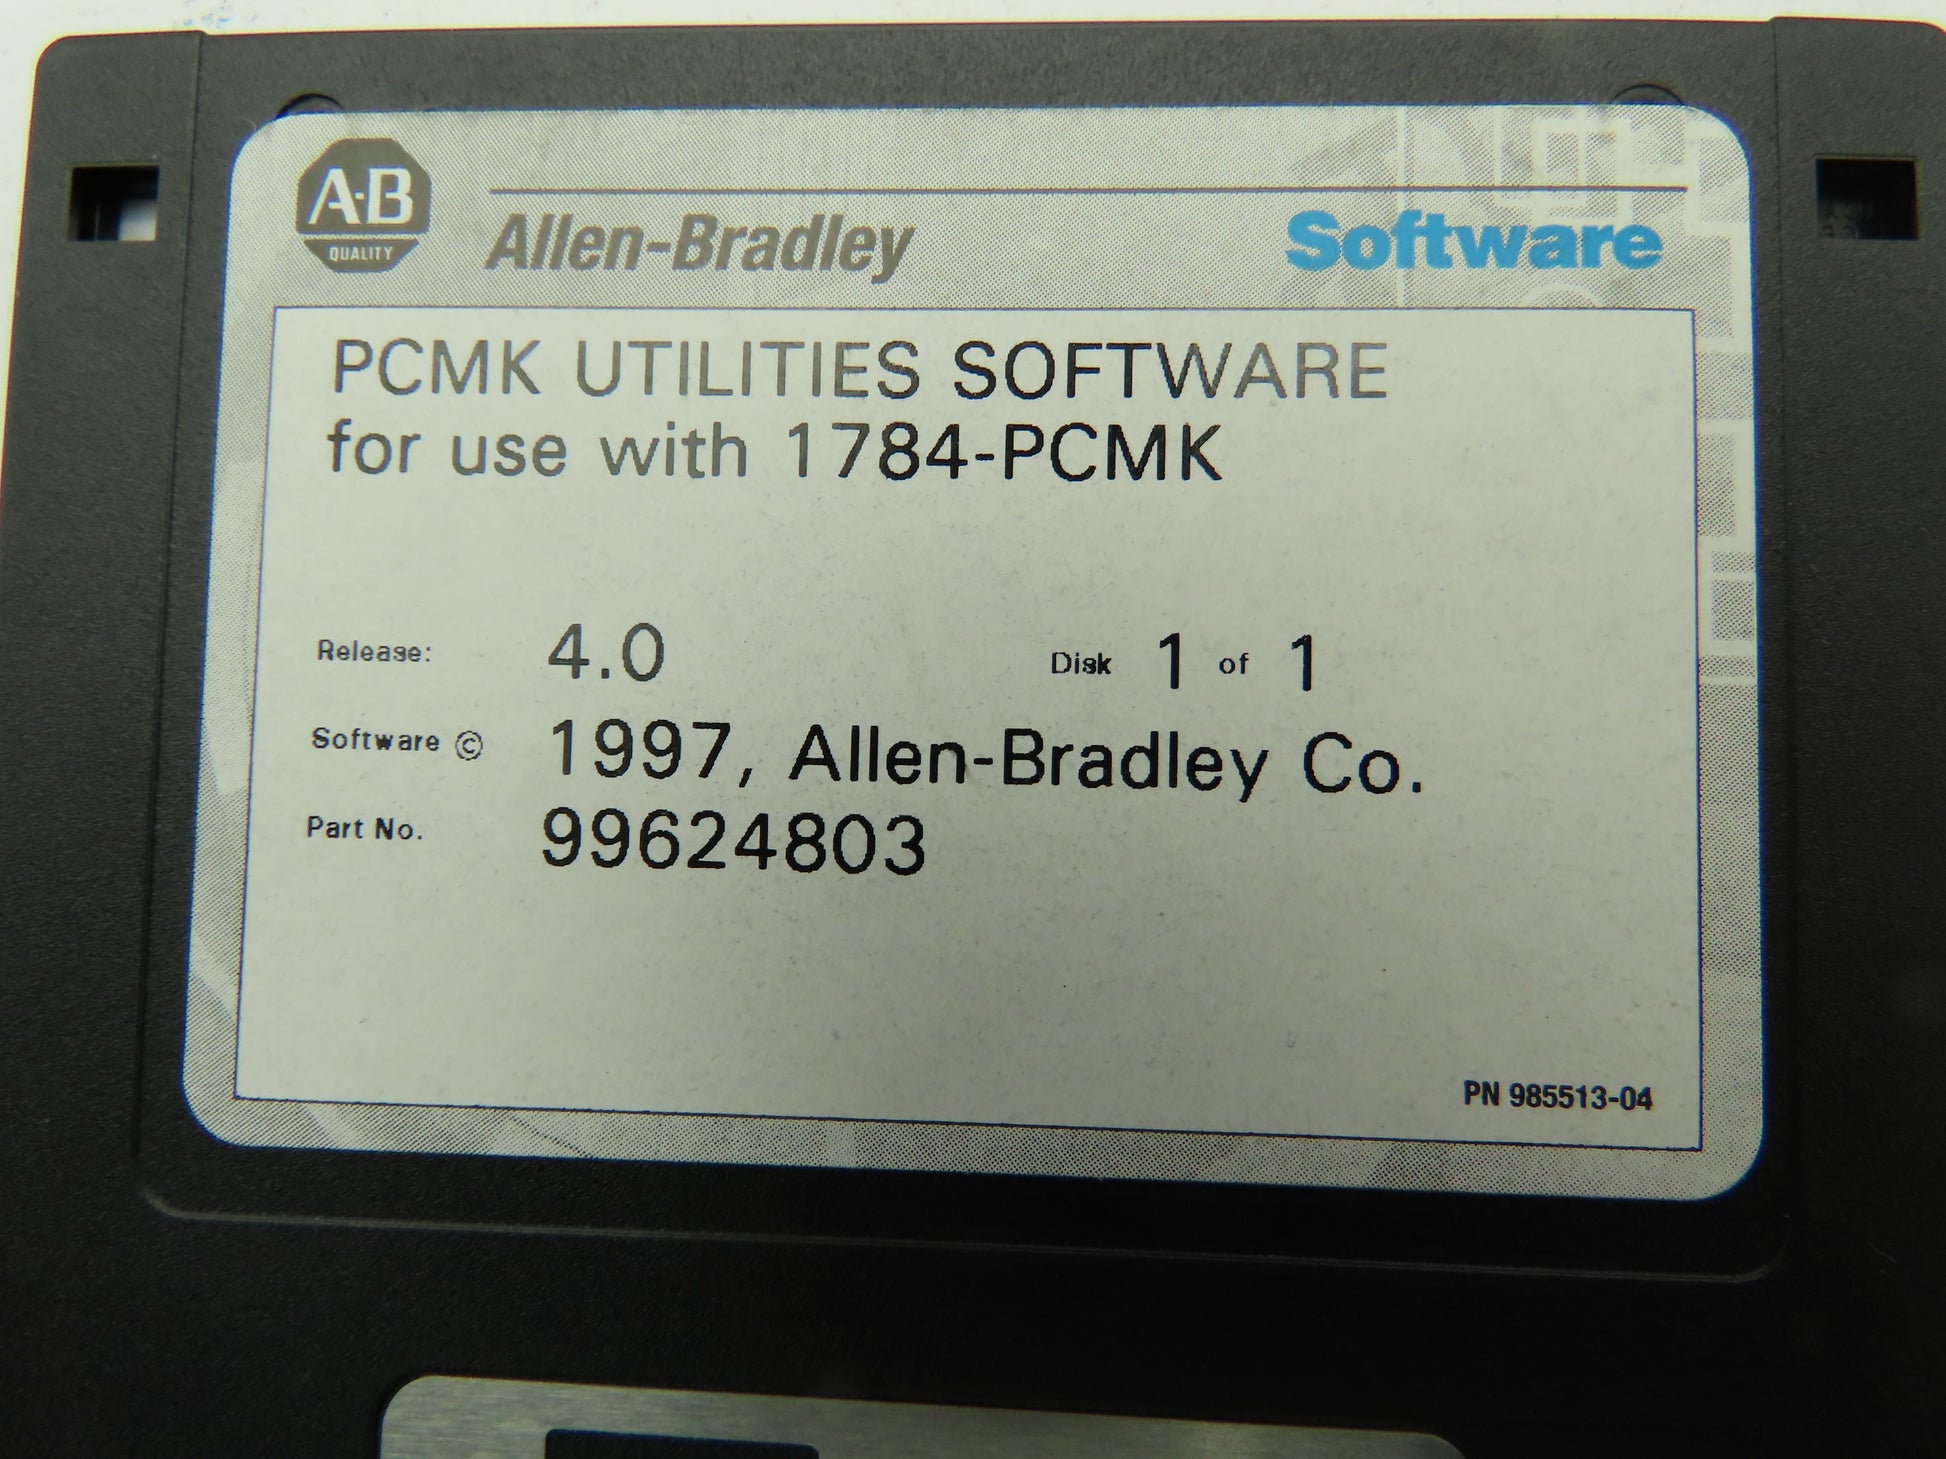 A·B
QUALITY
Allen-Bradley Software
PCMK UTILITIES SOFTWARE
for use with 1784-PCMK
Release: 4.0 Disk 1 of 1
Software © 1997, Allen-Bradley Co.
Part No. 99624803
PN 985513-04